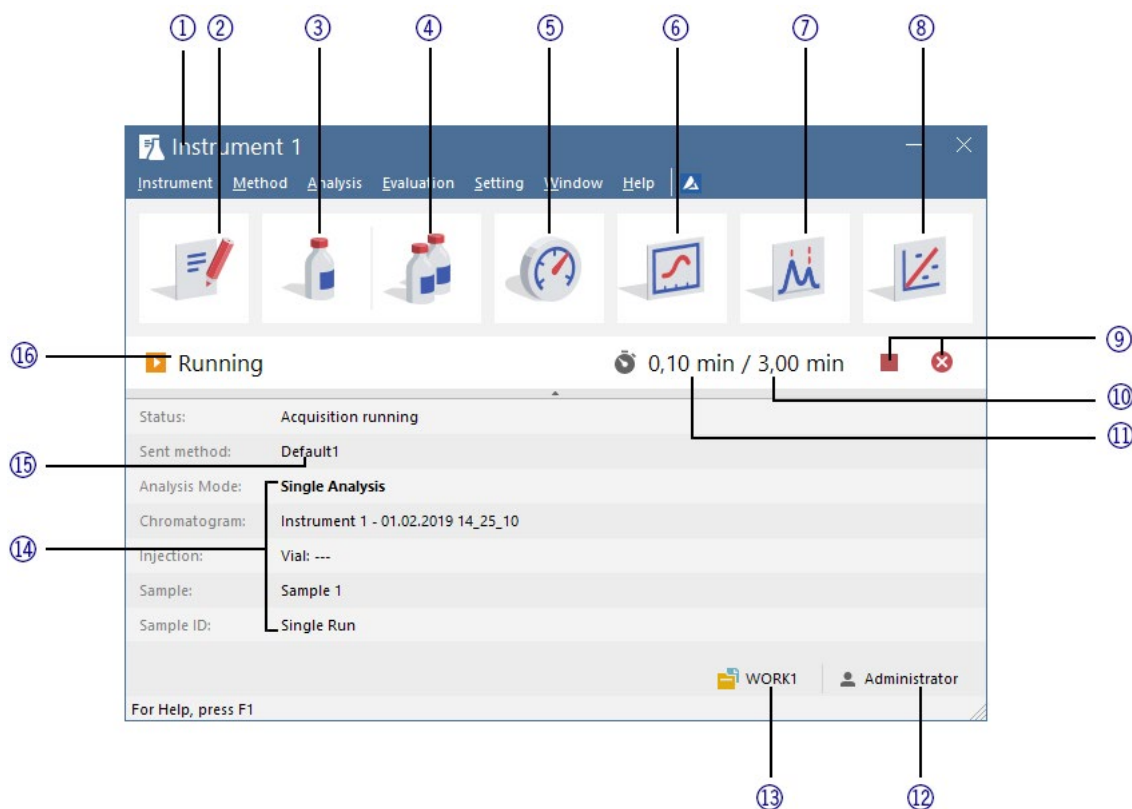 ① ② ③ ④ ⑤ ⑥ ⑦ ⑧
Instrument 1
Instrument Method Analysis Evaluation Setting Window Help
⑯ Running 0,10 min / 3,00 min ⑨
⑩
Status: Acquisition running ⑪
⑮ Sent method: Default1
Analysis Mode: Single Analysis
Chromatogram: Instrument 1 - 01.02.2019 14_25_10
⑭ Injection: Vial: ---
Sample: Sample 1
Sample ID: Single Run
WORK1 Administrator
For Help, press F1
⑬ ⑫